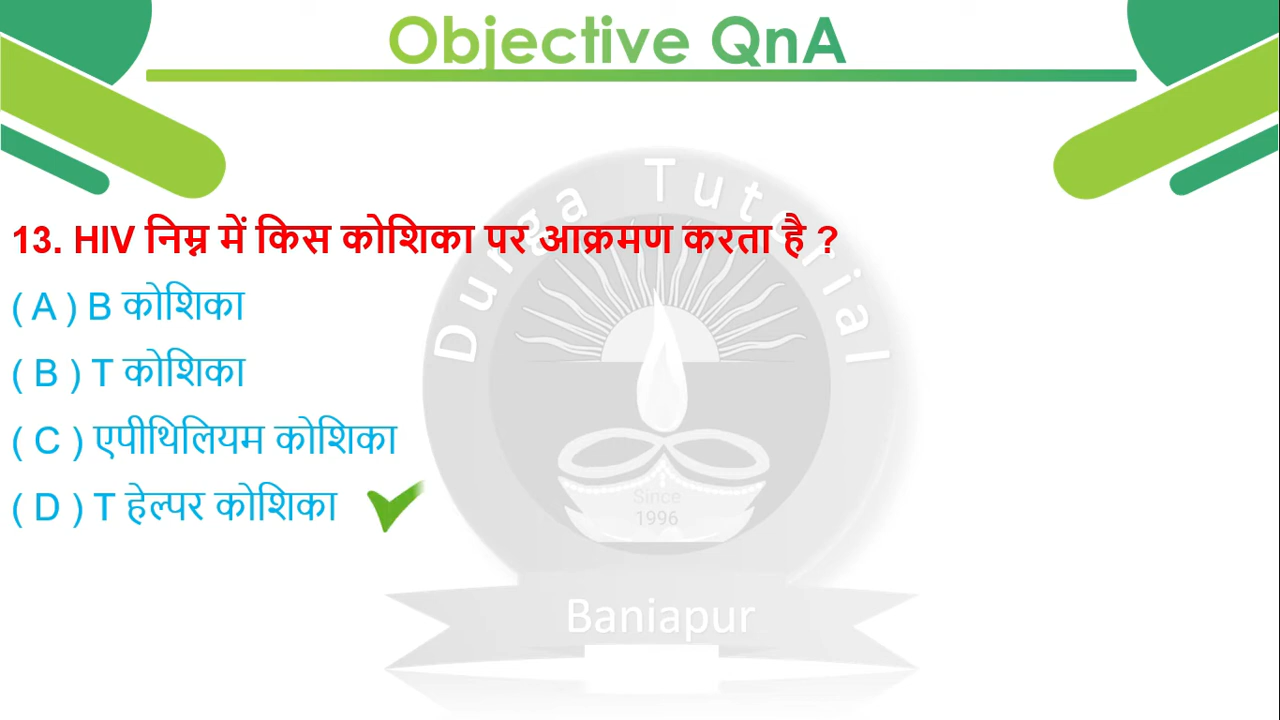 Objective QnA
Durga Tutorial
13. HIV निम्न में किस कोशिका पर आक्रमण करता है ?
( A ) B कोशिका
( B ) T कोशिका
( C ) एपीथिलियम कोशिका
( D ) T हेल्पर कोशिका
Since
1996
Baniapur